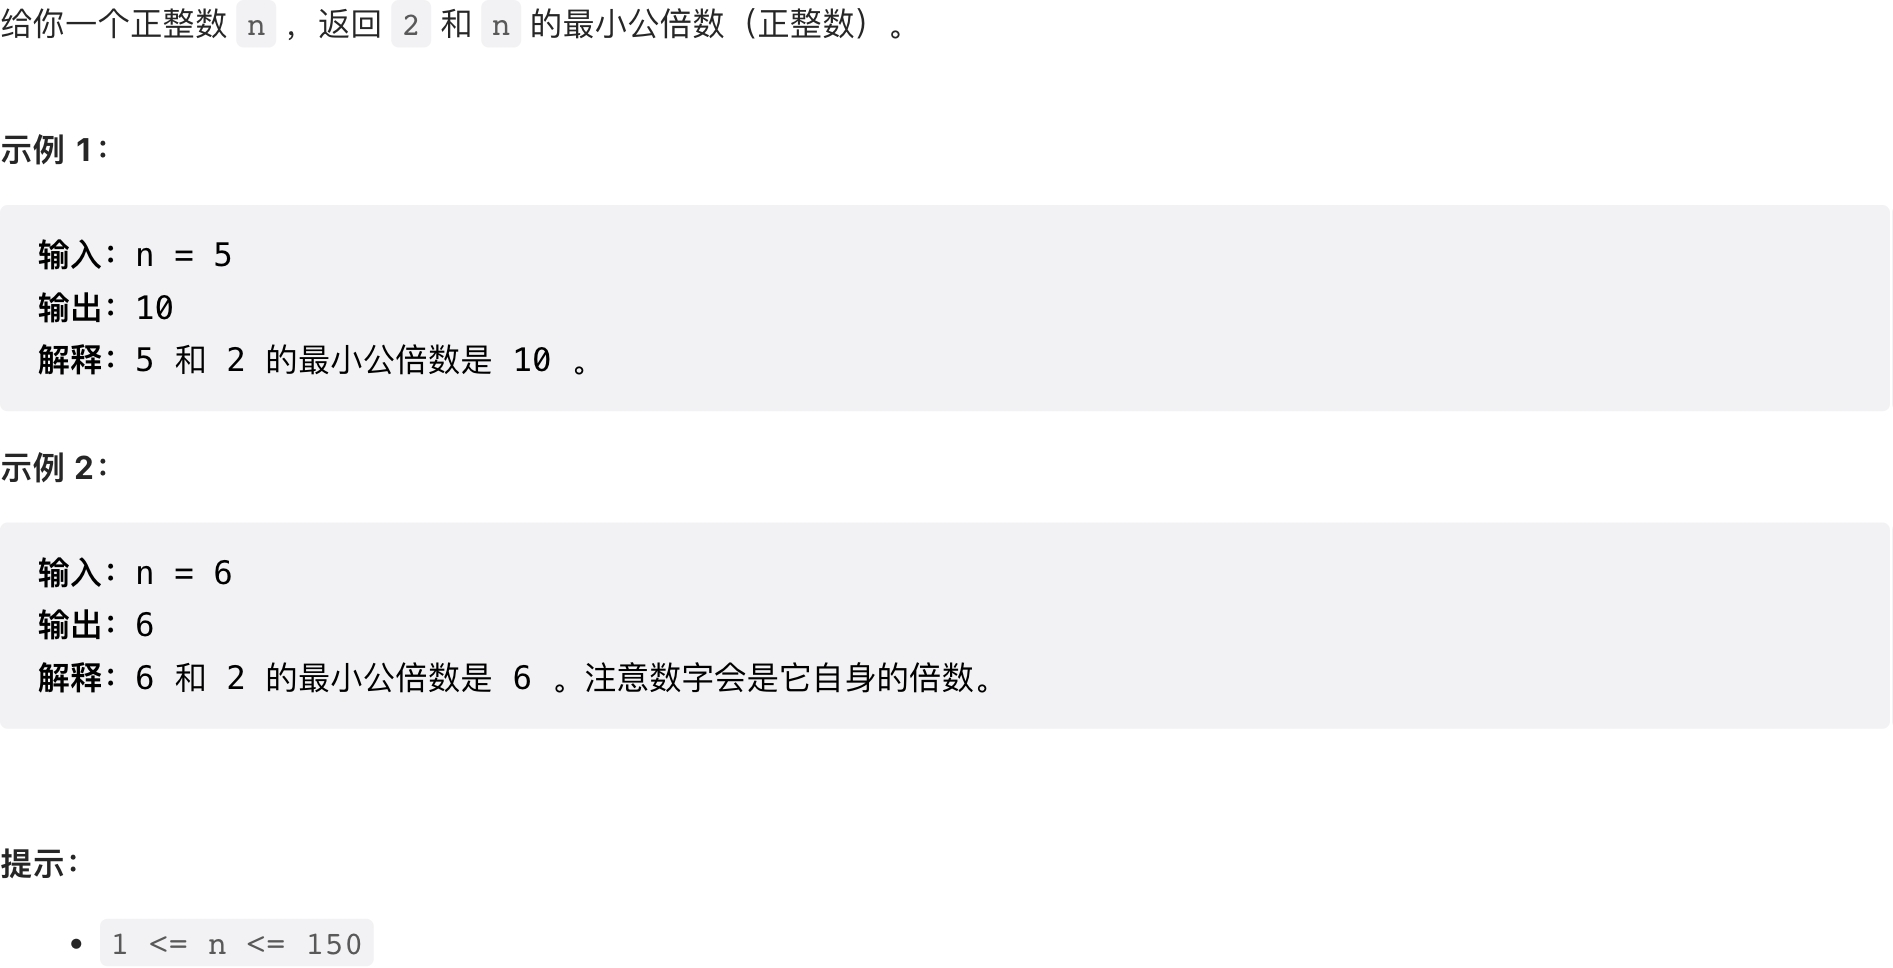 给你一个正整数 n ，返回 2 和 n 的最小公倍数（正整数）。
示例 1：
输入：n = 5
输出：10
解释：5 和 2 的最小公倍数是 10 。
示例 2：
输入：n = 6
输出：6
解释：6 和 2 的最小公倍数是 6 。注意数字会是它自身的倍数。
提示：
• 1 <= n <= 150